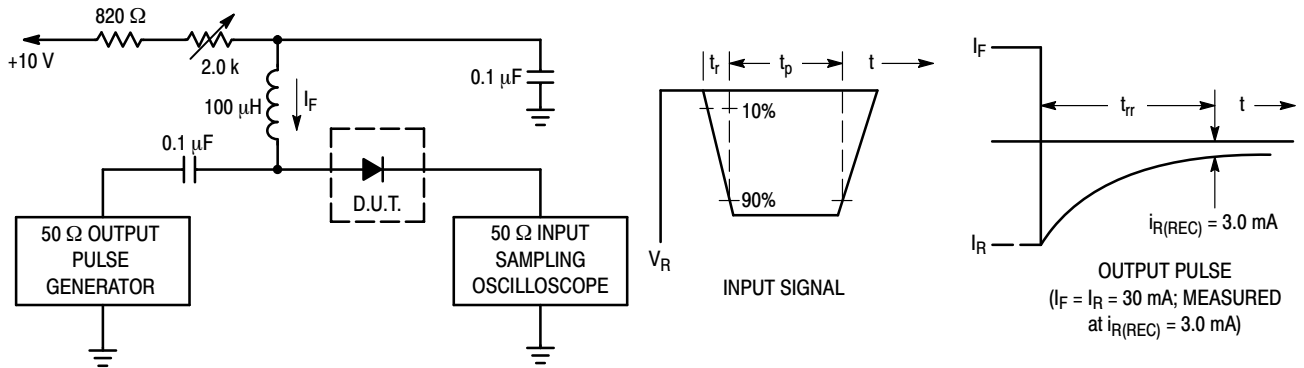 820 Ω
+10 V
2.0 k
0.1 μF
100 μH
I_F
0.1 μF
D.U.T.
50 Ω OUTPUT
PULSE
GENERATOR
50 Ω INPUT
SAMPLING
OSCILLOSCOPE
t_r
t_p
t
10%
90%
V_R
INPUT SIGNAL
I_F
t_rr
t
I_R
i_R(REC) = 3.0 mA
OUTPUT PULSE
(I_F = I_R = 30 mA; MEASURED
at i_R(REC) = 3.0 mA)